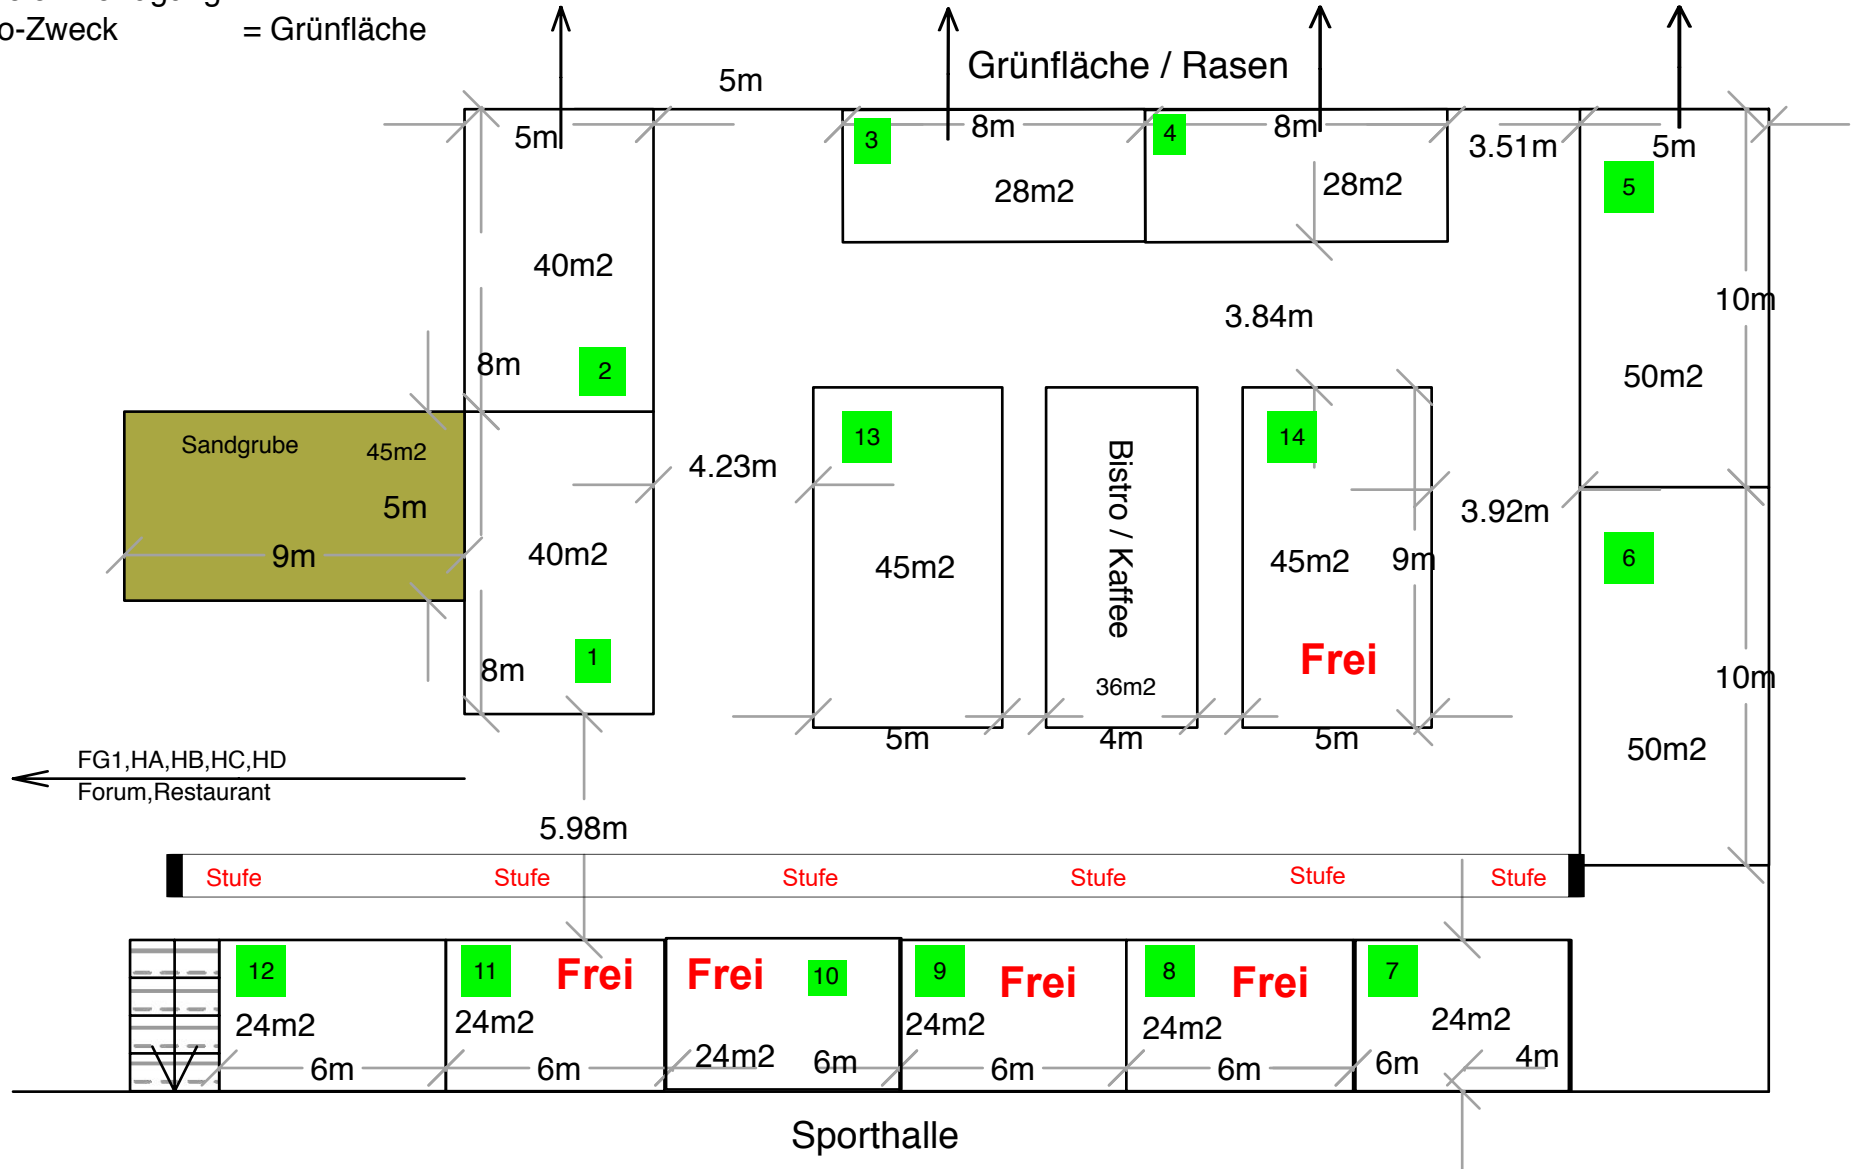 = Grünfläche
Grünfläche / Rasen
5m
5m
3
8m
4
8m
3.51m
5m
28m2
28m2
5
40m2
10m
3.84m
8m
2
50m2
Sandgrube
45m2
13
14
4.23m
5m
3.92m
9m
40m2
45m2
Bistro / Kaffee
45m2
9m
6
Frei
8m
1
36m2
10m
5m
4m
5m
50m2
FG1,HA,HB,HC,HD
Forum,Restaurant
5.98m
Stufe
Stufe
Stufe
Stufe
Stufe
Stufe
12
11
Frei
Frei
10
9
Frei
8
Frei
7
24m2
24m2
24m2
24m2
24m2
24m2
6m
6m
6m
6m
6m
6m
4m
Sporthalle